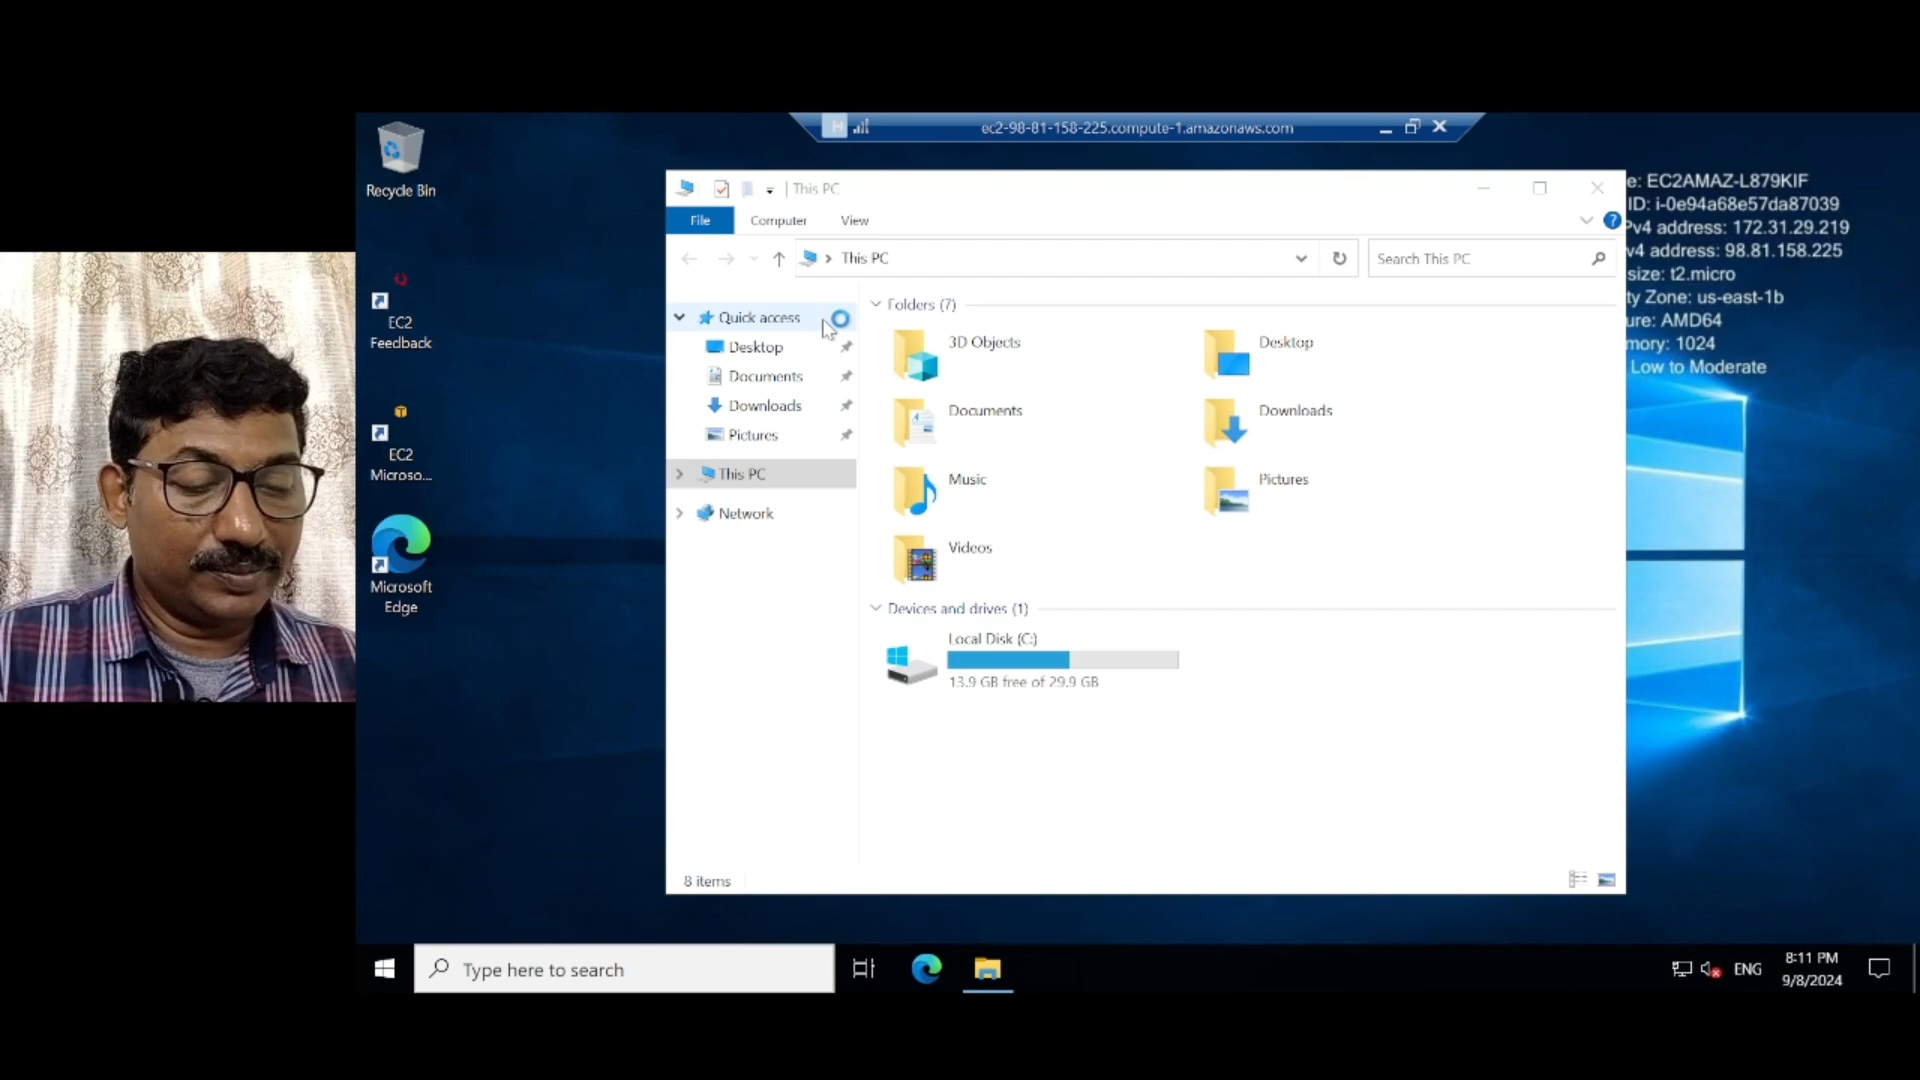 Recycle Bin
EC2
Feedback
EC2
Microso...
Microsoft
Edge
ec2-98-81-158-225.compute-1.amazonaws.com
This PC
File
Computer
View
This PC
Search This PC
Quick access
Desktop
Documents
Downloads
Pictures
This PC
Network
Folders (7)
3D Objects
Desktop
Documents
Downloads
Music
Pictures
Videos
Devices and drives (1)
Local Disk (C:)
13.9 GB free of 29.9 GB
8 items
e: EC2AMAZ-L879KIF
ID: i-0e94a68e57da87039
Pv4 address: 172.31.29.219
v4 address: 98.81.158.225
size: t2.micro
ty Zone: us-east-1b
ure: AMD64
mory: 1024
Low to Moderate
Type here to search
ENG
8:11 PM
9/8/2024